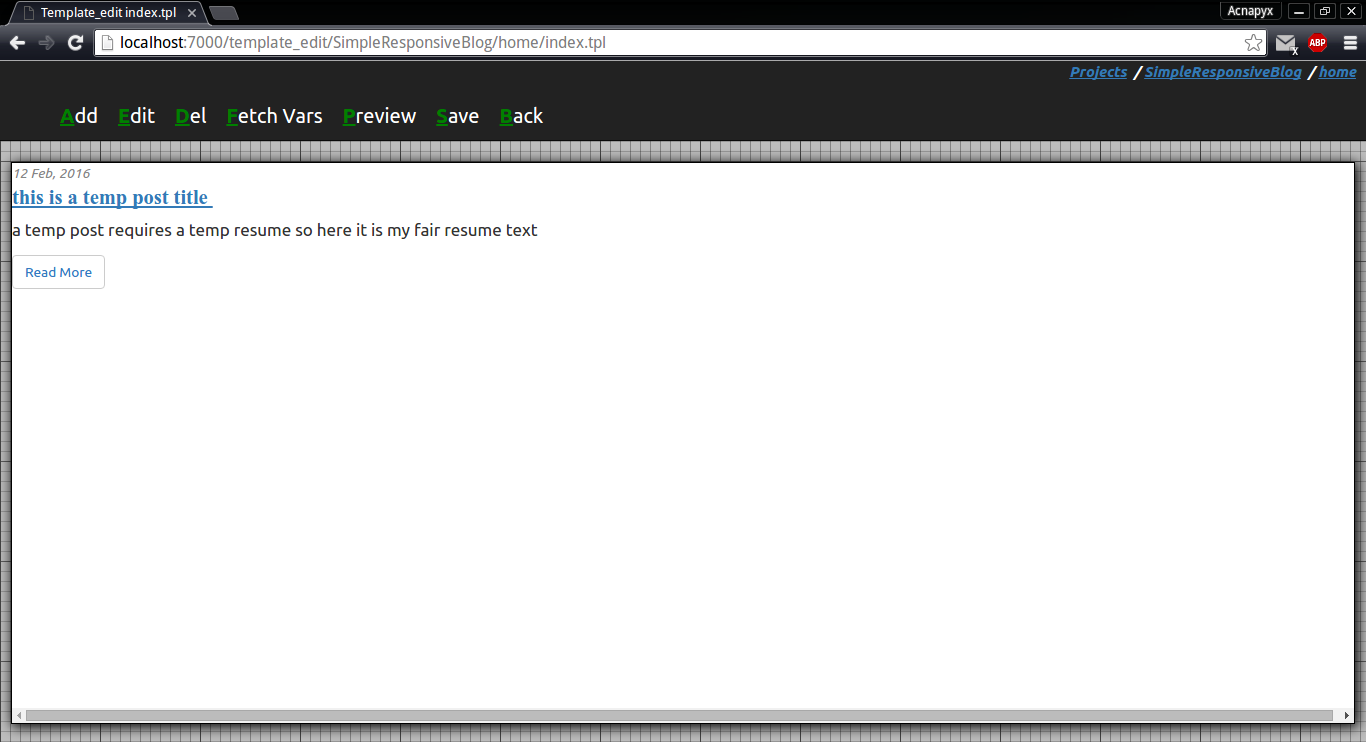 Template_edit index.tpl
Acnapyx
localhost:7000/template_edit/SimpleResponsiveBlog/home/index.tpl
x
ABP
Projects / SimpleResponsiveBlog / home
Add Edit Del Fetch Vars Preview Save Back
12 Feb, 2016
this is a temp post title
a temp post requires a temp resume so here it is my fair resume text
Read More